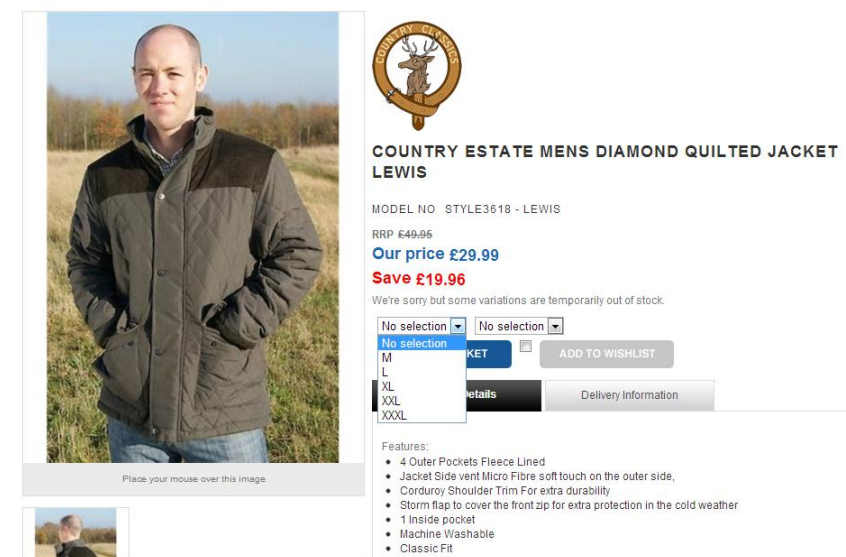 COUNTRY CLASSICS
COUNTRY ESTATE MENS DIAMOND QUILTED JACKET
LEWIS
MODEL NO STYLE3618 - LEWIS
RRP £49.95
Our price £29.99
Save £19.96
We're sorry but some variations are temporarily out of stock.
No selection No selection
No selection
M
L
XL
XXL
XXXL
KET ADD TO WISHLIST
Details Delivery Information
Place your mouse over this image
Features:
4 Outer Pockets Fleece Lined
Jacket Side vent Micro Fibre soft touch on the outer side,
Corduroy Shoulder Trim For extra durability
Storm flap to cover the front zip for extra protection in the cold weather
1 Inside pocket
Machine Washable
Classic Fit